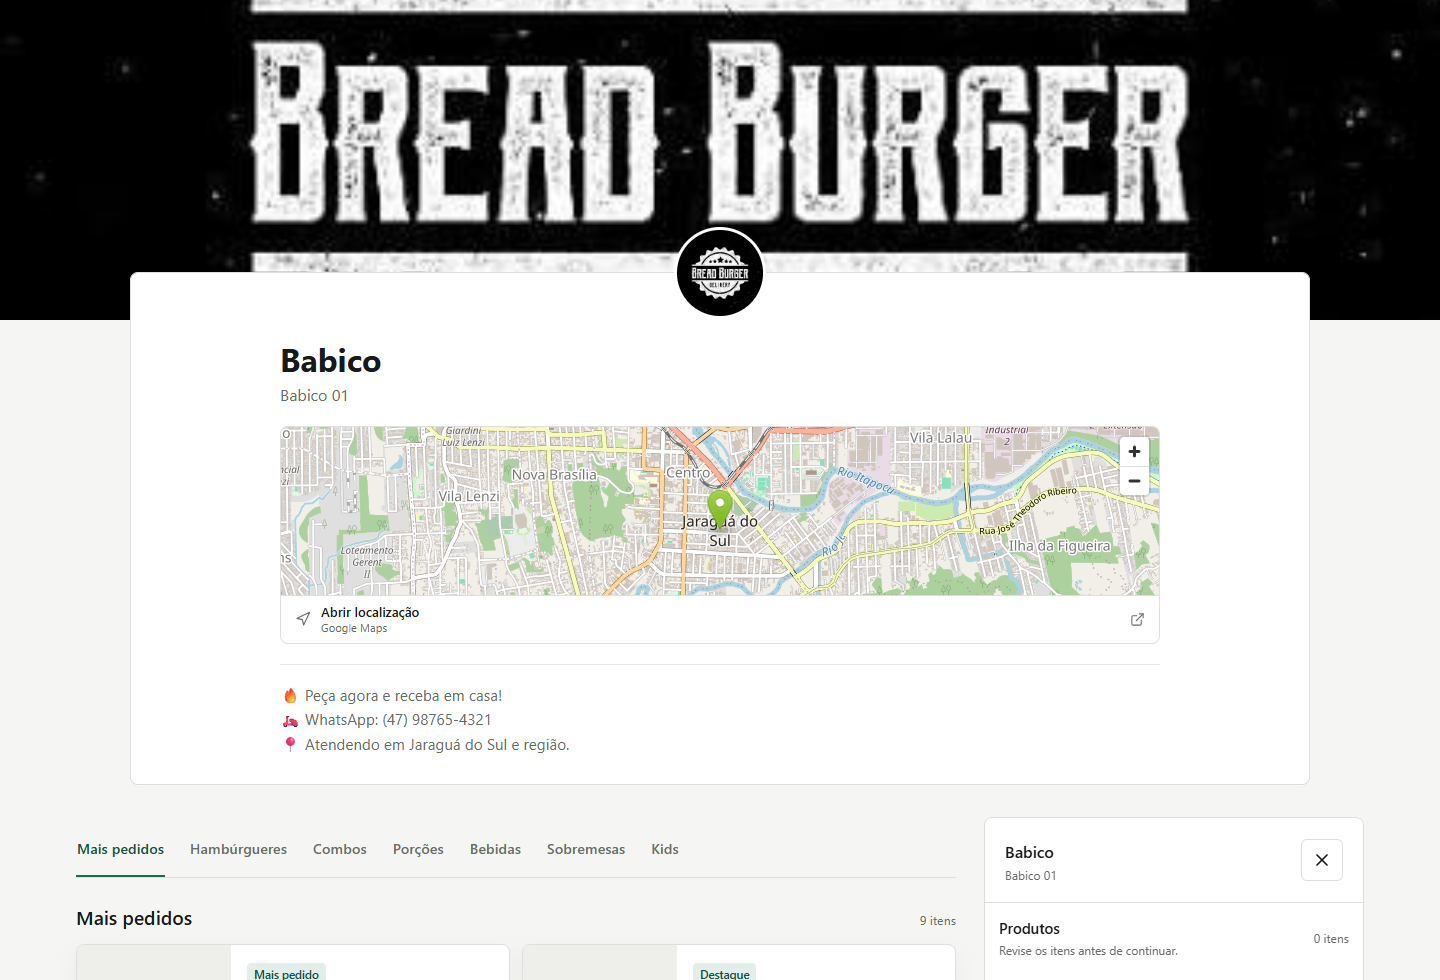 BREAD BURGER
BREAD BURGER
DELIVERY
Babico
Babico 01
Giardini
Luiz Lenzi
Nova Brasília
Vila Lenzi
Centro
Vila Lalau
Industrial
2
Rio Itapocu
Jaraguá do
Sul
Rua José Theodoro Ribeiro
Ilha da Figueira
Loteamento
Gerent
II
+
−
Abrir localização
Google Maps
🔥 Peça agora e receba em casa!
🛵 WhatsApp: (47) 98765-4321
📍 Atendendo em Jaraguá do Sul e região.
Mais pedidos Hambúrgueres Combos Porções Bebidas Sobremesas Kids
Mais pedidos
9 itens
Mais pedido
Destaque
Babico
Babico 01
Produtos
Revise os itens antes de continuar.
0 itens